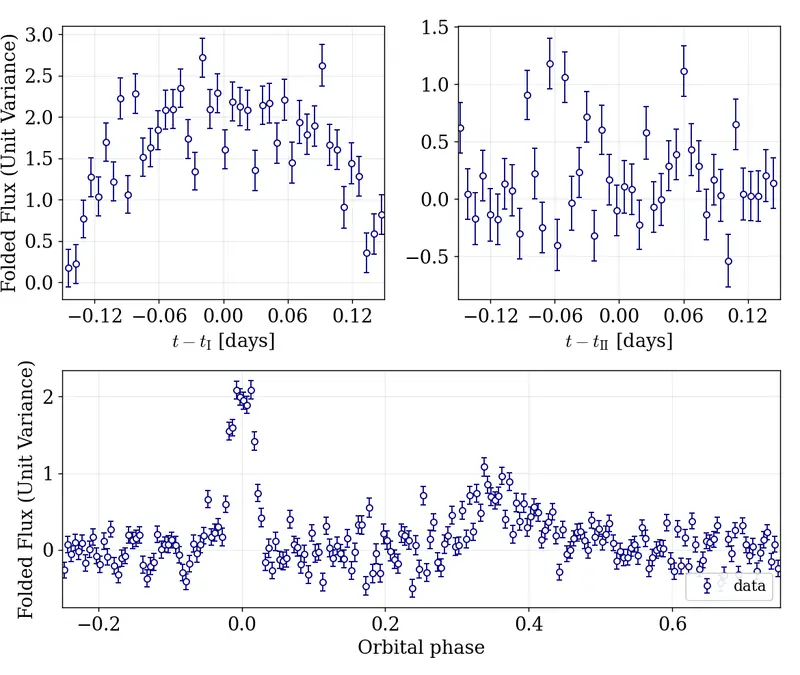 Folded Flux (Unit Variance)
3.0
2.5
2.0
1.5
1.0
0.5
0.0
−0.12 −0.06 0.00 0.06 0.12
t − t_I [days]
1.5
1.0
0.5
0.0
−0.5
−0.12 −0.06 0.00 0.06 0.12
t − t_II [days]
Folded Flux (Unit Variance)
2
1
0
−0.2 0.0 0.2 0.4 0.6
data
Orbital phase